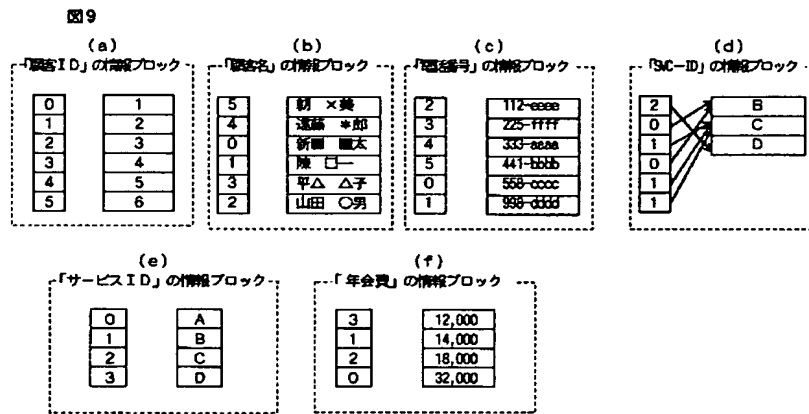 図9
(a)
「顧客ID」の情報ブロック
0 1
1 2
2 3
3 4
4 5
5 6
(b)
「顧客名」の情報ブロック
5 ×美
4 遠藤 *郎
0 太
1 陳 □一
3 平△ △子
2 山田 ○男
(c)
「電話番号」の情報ブロック
2 112-eeee
3 225-ffff
4 333-aaaa
5 441-bbbb
0 558-cccc
1 998-dddd
(d)
「SVC-ID」の情報ブロック
2 B
0 C
1 D
0
1
1
(e)
「サービスID」の情報ブロック
0 A
1 B
2 C
3 D
(f)
「年会費」の情報ブロック
3 12,000
1 14,000
2 18,000
0 32,000